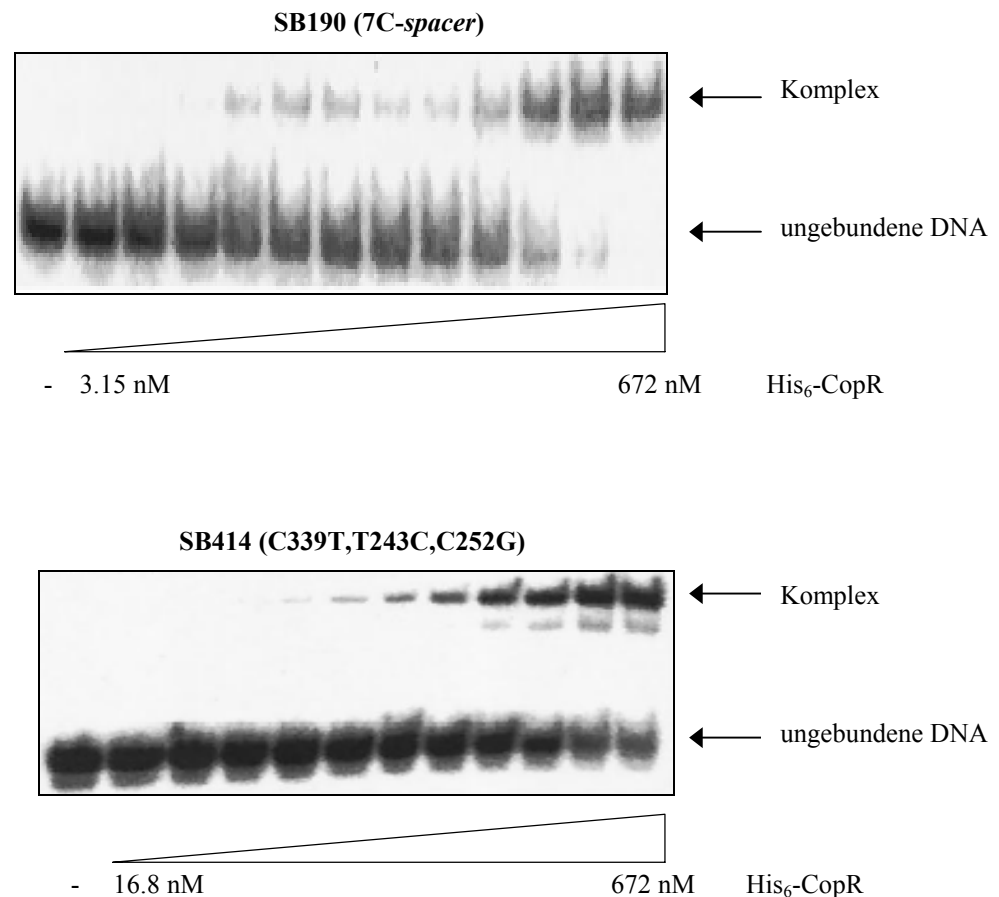 SB190 (7C-spacer)
Komplex
ungebundene DNA
- 3.15 nM 672 nM His₆-CopR
SB414 (C339T,T243C,C252G)
Komplex
ungebundene DNA
- 16.8 nM 672 nM His₆-CopR